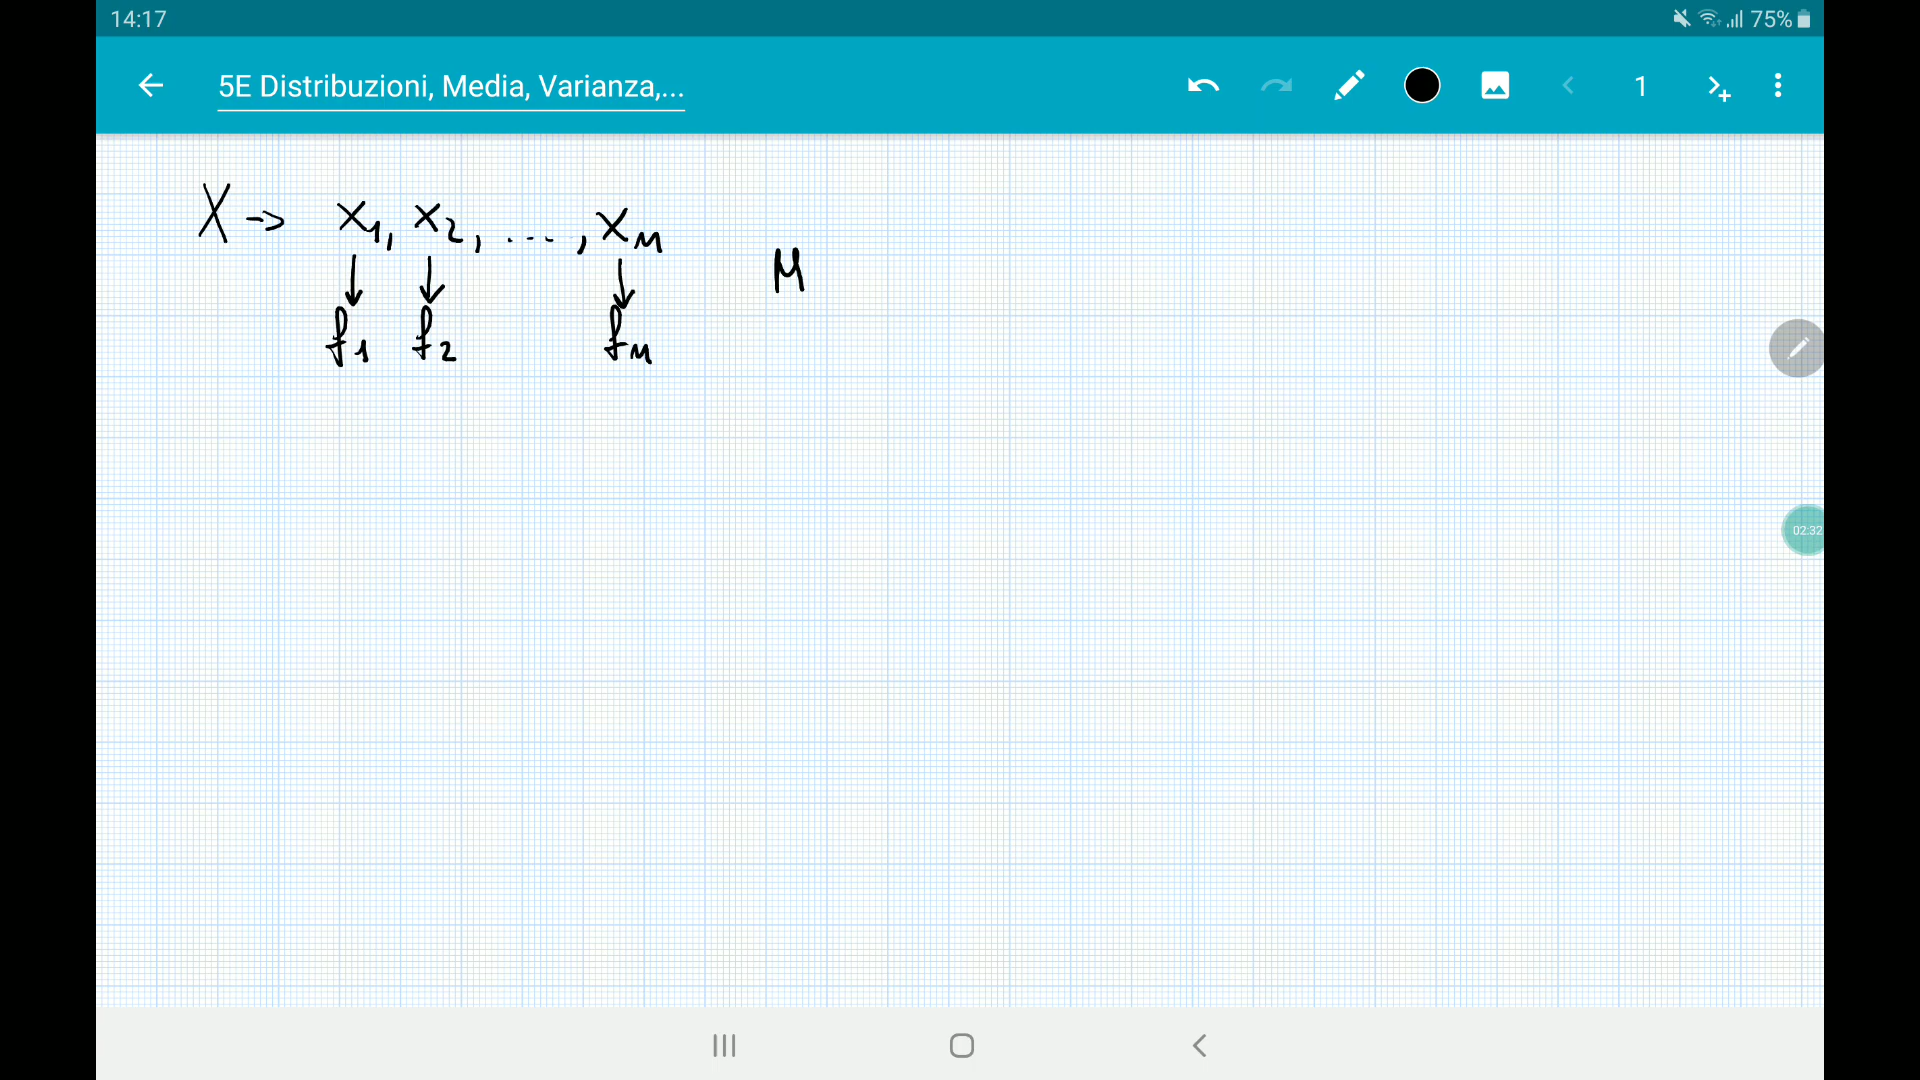 14:17
75%
5E Distribuzioni, Media, Varianza,...
1
X → x₁, x₂, ..., xₙ
M
↓ ↓ ↓
f₁ f₂ fₙ
02:32